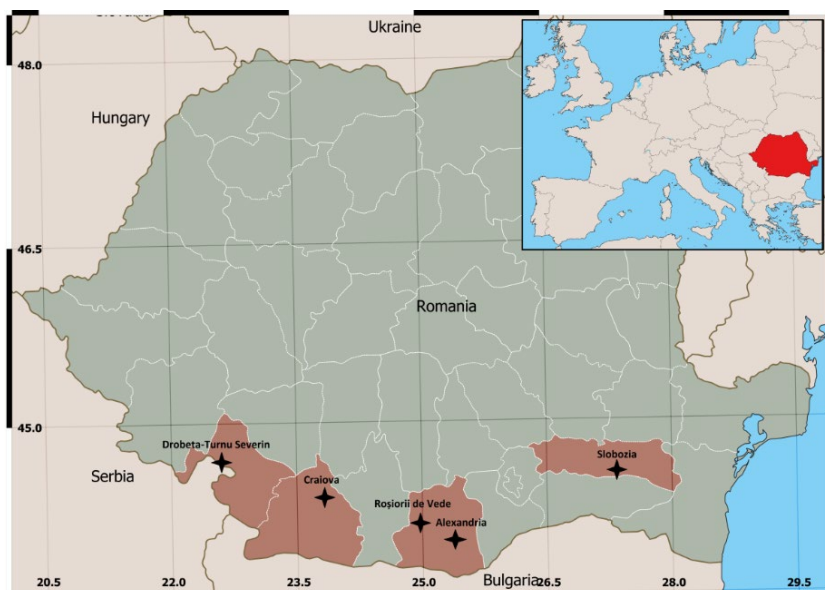 Ukraine
48.0
Hungary
46.5
Romania
45.0
Drobeta-Turnu Severin
Slobozia
Serbia
Craiova
Roșiorii de Vede
Alexandria
Bulgaria
20.5 22.0 23.5 25.0 26.5 28.0 29.5